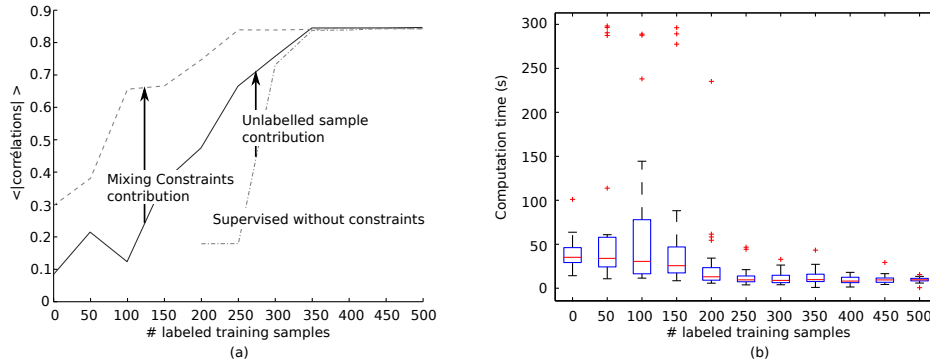 0.9
0.8
0.7
0.6
0.5
0.4
0.3
0.2
0.1
0
<|corrélations| >
Unlabelled sample
contribution
Mixing Constraints
contribution
Supervised without constraints
0 50 100 150 200 250 300 350 400 450 500
# labeled training samples
(a)
300
250
200
150
100
50
0
Computation time (s)
0 50 100 150 200 250 300 350 400 450 500
# labeled training samples
(b)